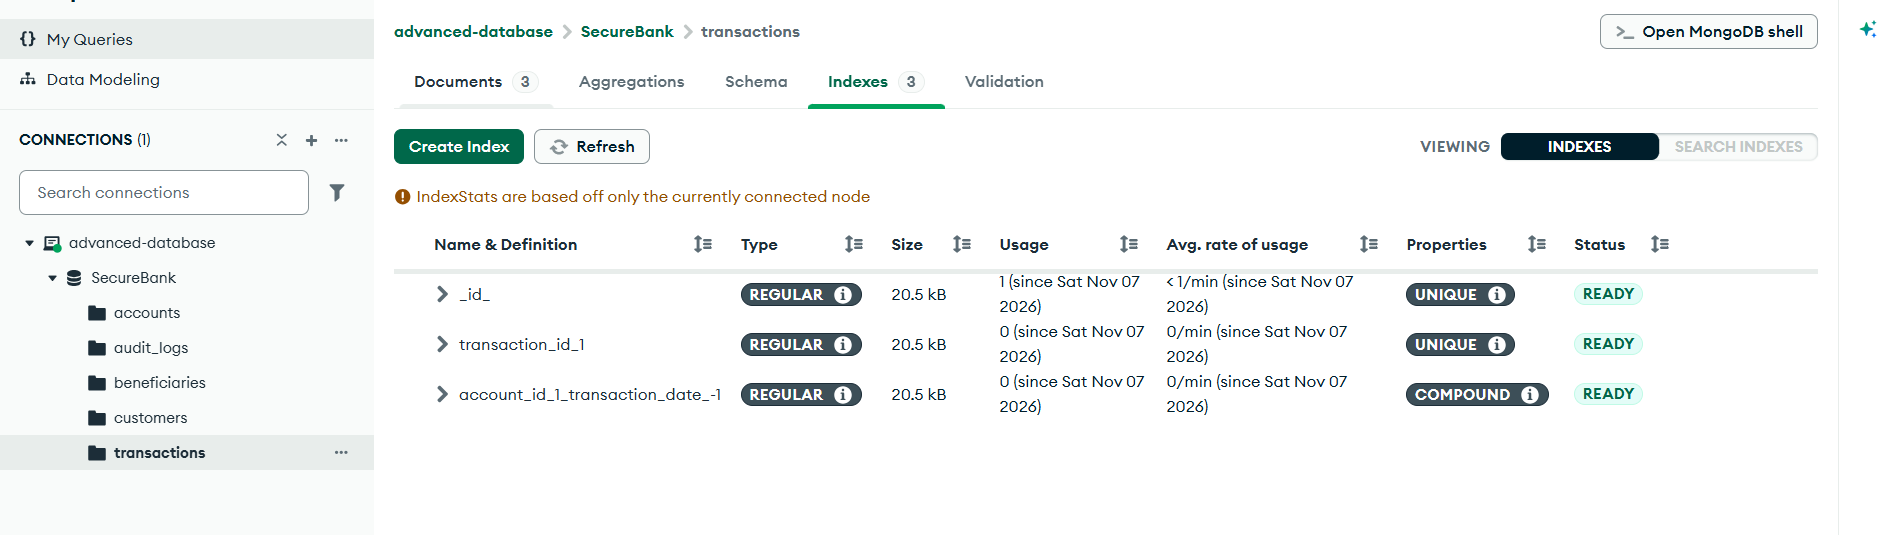 My Queries
Data Modeling
CONNECTIONS (1)
Search connections
advanced-database
SecureBank
accounts
audit_logs
beneficiaries
customers
transactions
advanced-database > SecureBank > transactions
>_ Open MongoDB shell
Documents 3 Aggregations Schema Indexes 3 Validation
Create Index Refresh VIEWING INDEXES SEARCH INDEXES
IndexStats are based off only the currently connected node
Name & Definition Type Size Usage Avg. rate of usage Properties Status
_id_ REGULAR 20.5 kB 1 (since Sat Nov 07 2026) < 1/min (since Sat Nov 07 2026) UNIQUE READY
transaction_id_1 REGULAR 20.5 kB 0 (since Sat Nov 07 2026) 0/min (since Sat Nov 07 2026) UNIQUE READY
account_id_1_transaction_date_-1 REGULAR 20.5 kB 0 (since Sat Nov 07 2026) 0/min (since Sat Nov 07 2026) COMPOUND READY